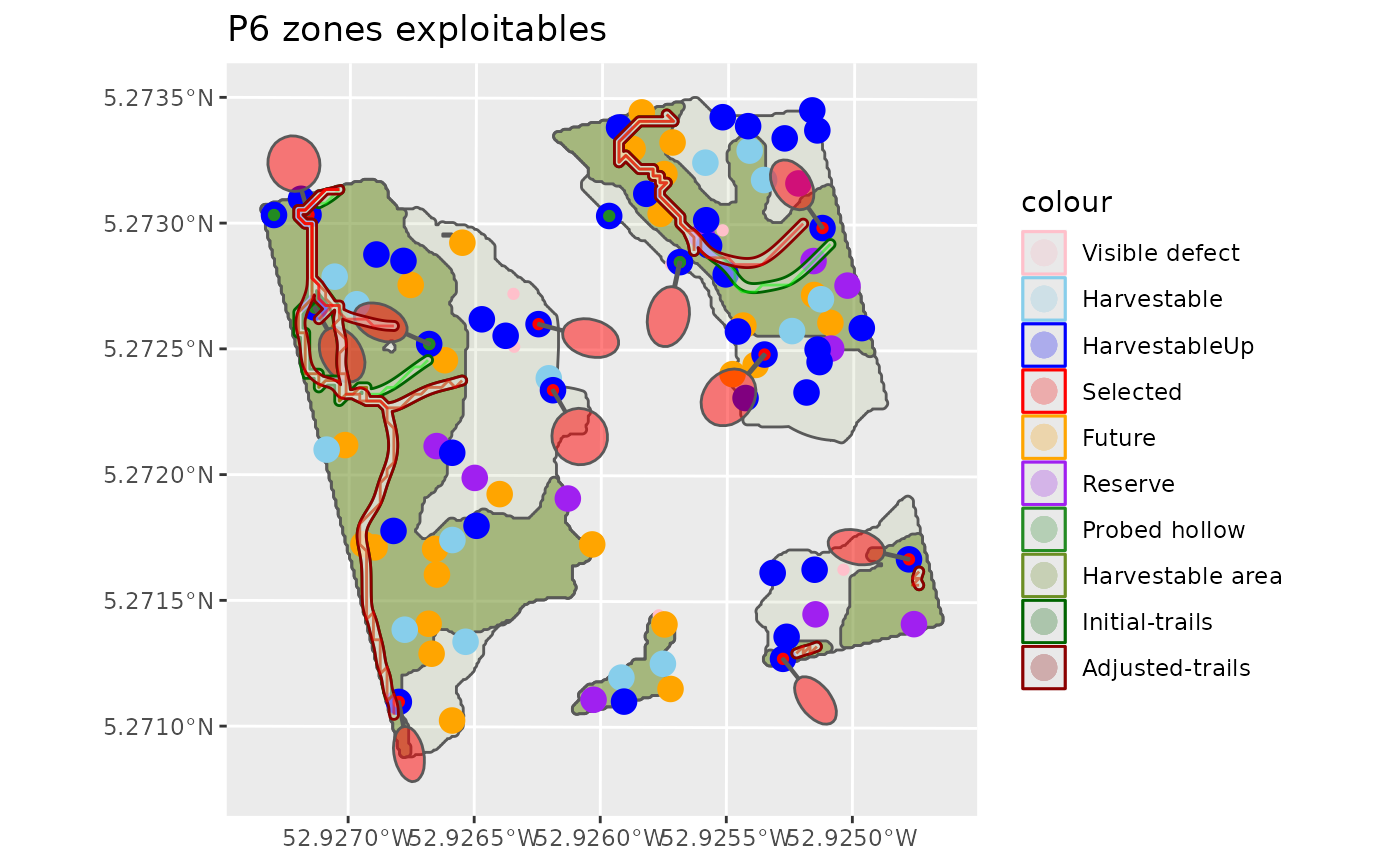 P6 zones exploitables
5.2735°N
5.2730°N
5.2725°N
5.2720°N
5.2715°N
5.2710°N
52.9270°W
52.9265°W
52.9260°W
52.9255°W
52.9250°W
colour
Visible defect
Harvestable
HarvestableUp
Selected
Future
Reserve
Probed hollow
Harvestable area
Initial-trails
Adjusted-trails